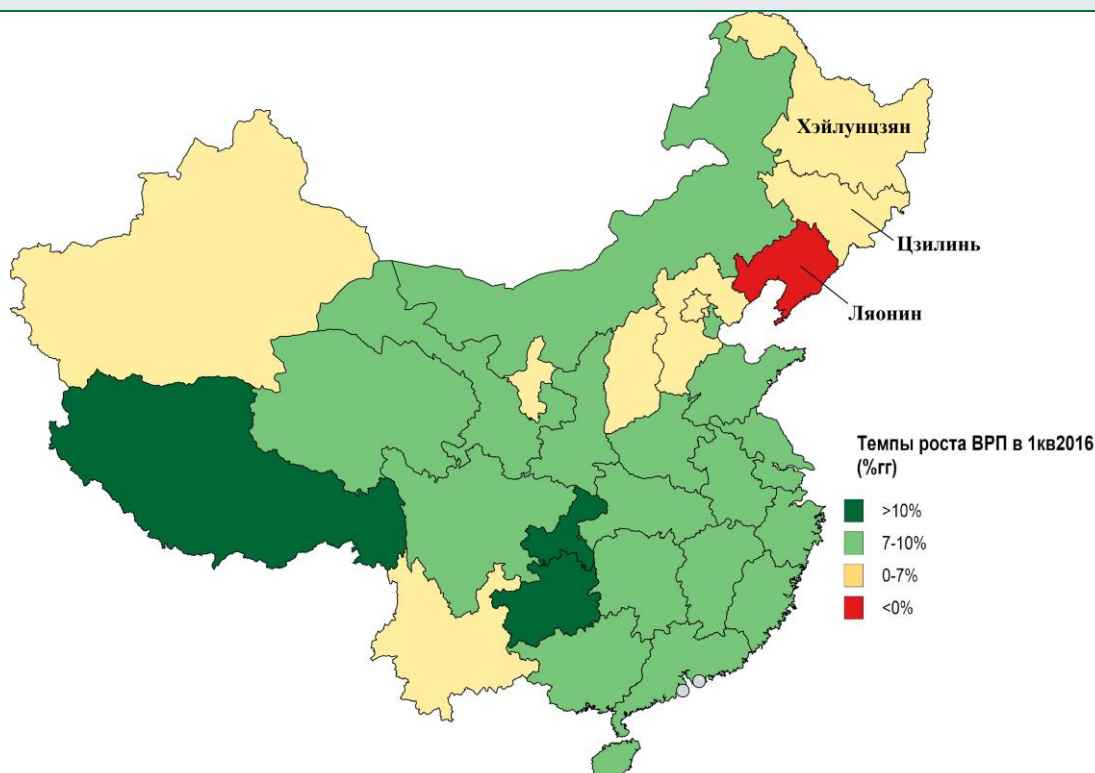 Хэйлунцзян
Цзилинь
Ляонин
Темпы роста ВРП в 1кв2016
(%гг)
>10%
7-10%
0-7%
<0%